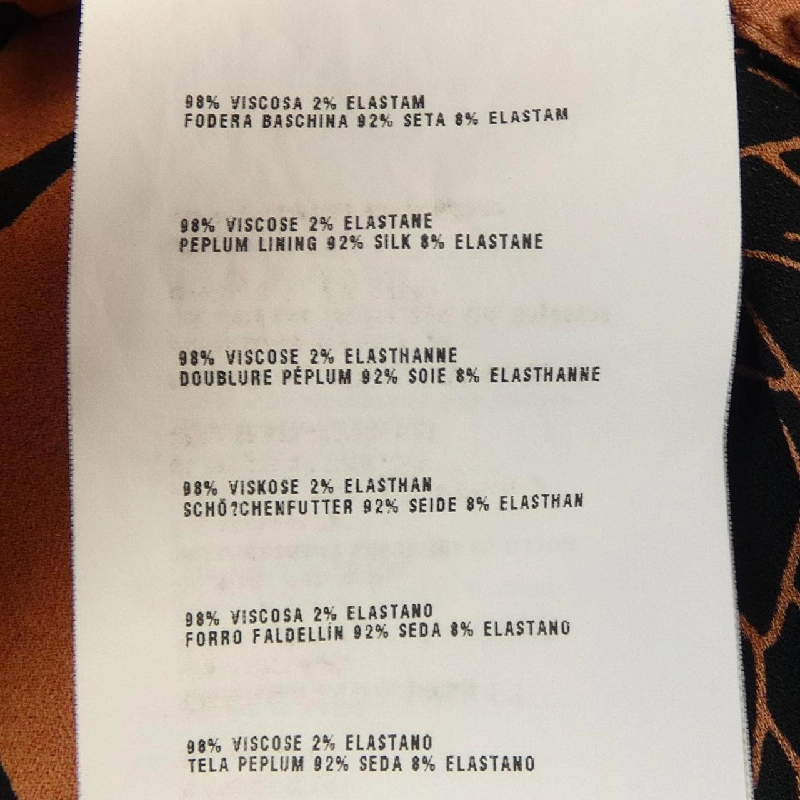 98% VISCOSA 2% ELASTAM
FODERA BASCHINA 92% SETA 8% ELASTAM
98% VISCOSE 2% ELASTANE
PEPLUM LINING 92% SILK 8% ELASTANE
98% VISCOSE 2% ELASTHANNE
DOUBLURE PÉPLUM 92% SOIE 8% ELASTHANNE
98% VISKOSE 2% ELASTHAN
SCHÖ?CHENFUTTER 92% SEIDE 8% ELASTHAN
98% VISCOSA 2% ELASTANO
FORRO FALDELLÍN 92% SEDA 8% ELASTANO
98% VISCOSE 2% ELASTANO
TELA PEPLUM 92% SEDA 8% ELASTANO